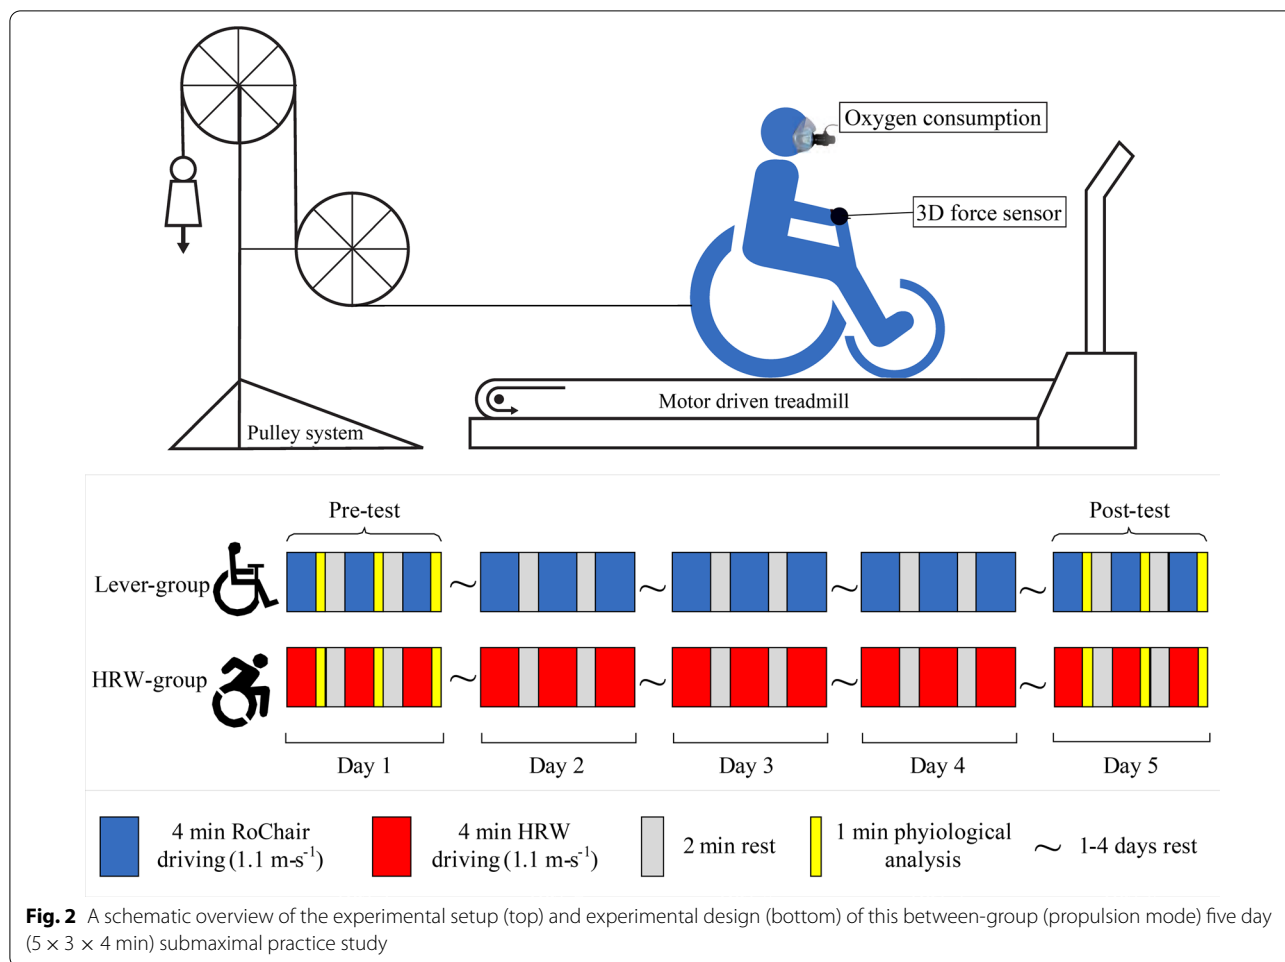 Oxygen consumption
3D force sensor
Motor driven treadmill
Pulley system
Pre-test
Post-test
Lever-group
~ ~ ~ ~
HRW-group
~ ~ ~ ~
Day 1 Day 2 Day 3 Day 4 Day 5
4 min RoChair
driving (1.1 m-s⁻¹)
4 min HRW
driving (1.1 m-s⁻¹)
2 min rest
1 min phyiological
analysis
~ 1-4 days rest
Fig. 2 A schematic overview of the experimental setup (top) and experimental design (bottom) of this between-group (propulsion mode) five day
(5 × 3 × 4 min) submaximal practice study